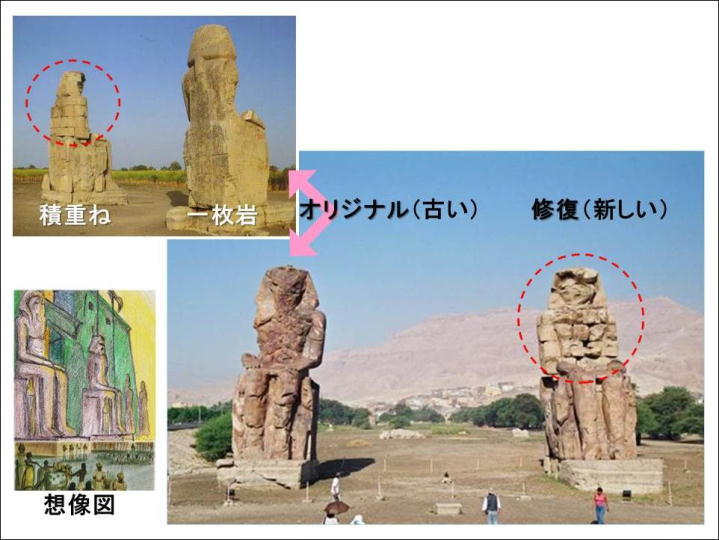 積重ね
一枚岩
オリジナル（古い）
修復（新しい）
想像図